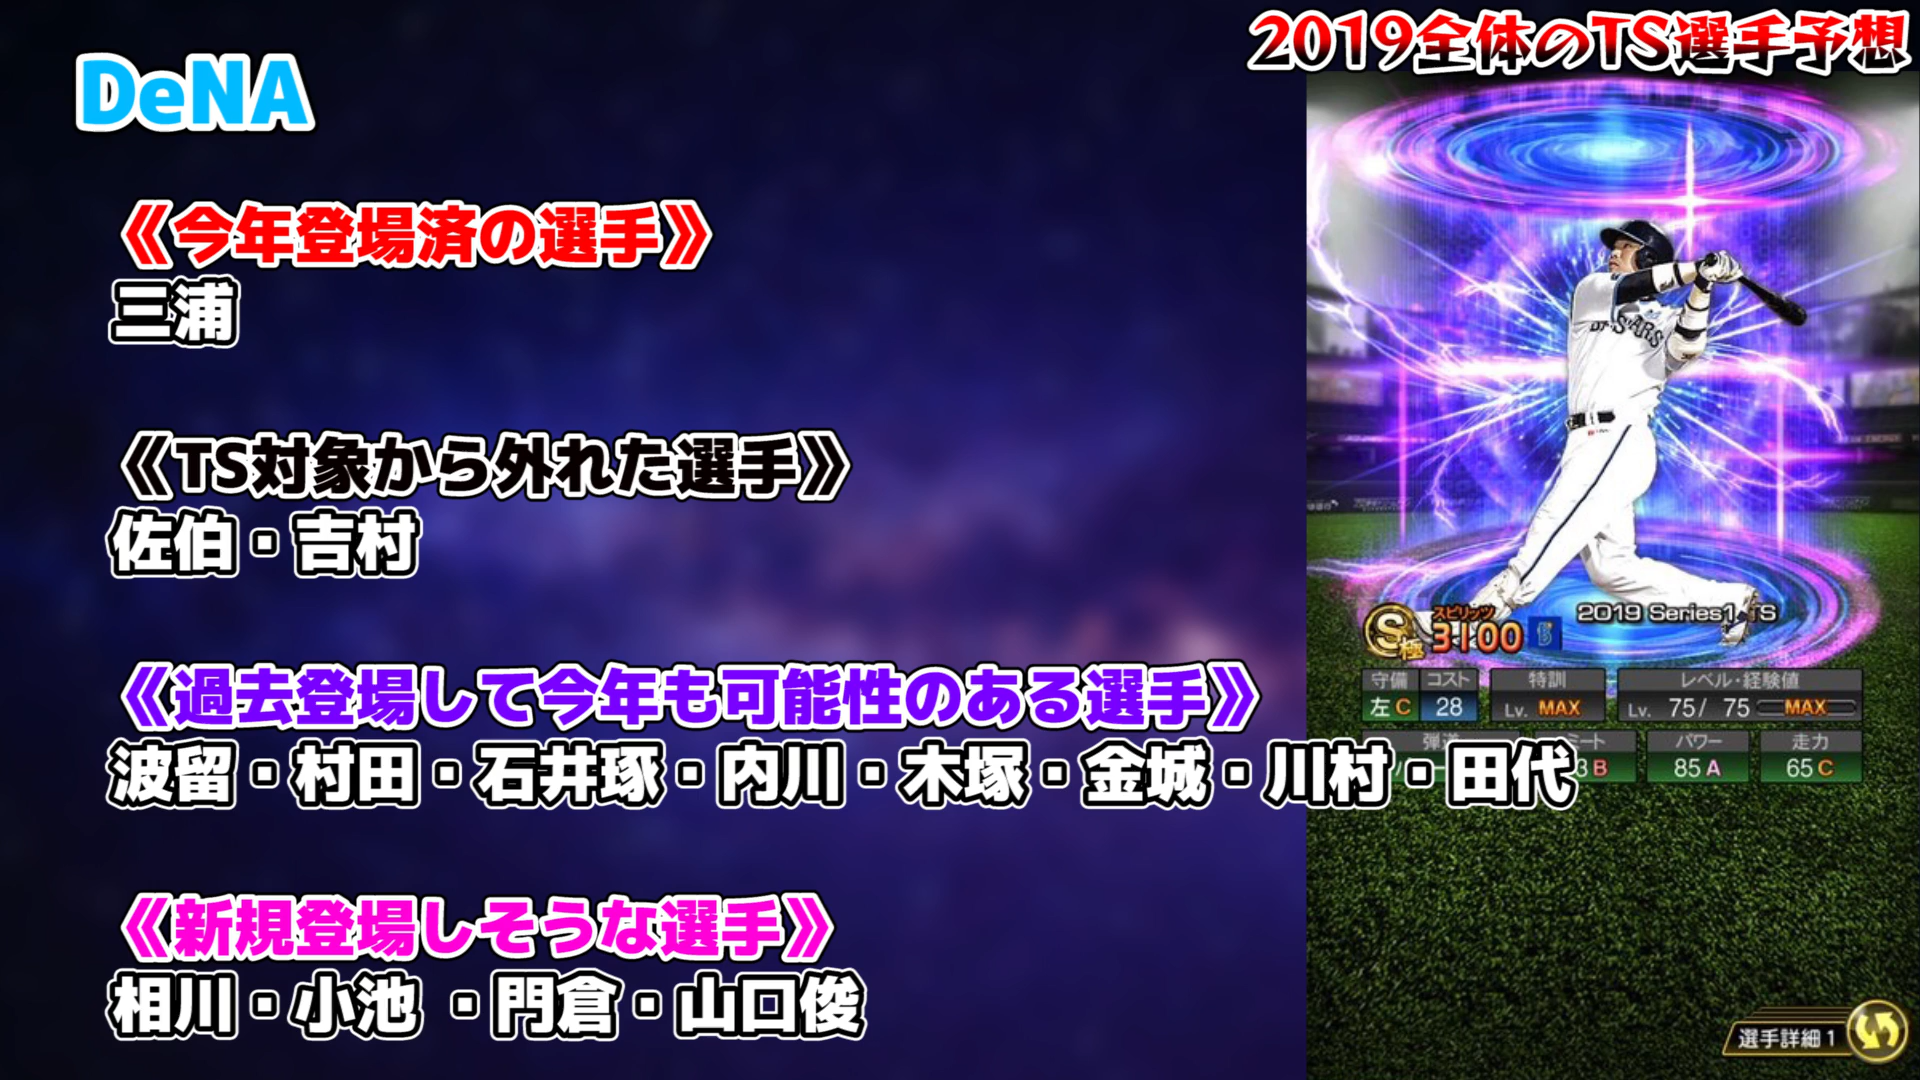 2019全体のTS選手予想
DeNA
《今年登場済の選手》
三浦
《TS対象から外れた選手》
佐伯・吉村
《過去登場して今年も可能性のある選手》
波留・村田・石井琢・内川・木塚・金城・川村・田代
《新規登場しそうな選手》
相川・小池・門倉・山口俊
2019 Series1 TS
S極 スピリッツ 3100
守備 コスト 特訓 レベル・経験値
左C 28 Lv. MAX Lv. 75/ 75 MAX
ミート パワー 走力
B 85A 65C
選手詳細1